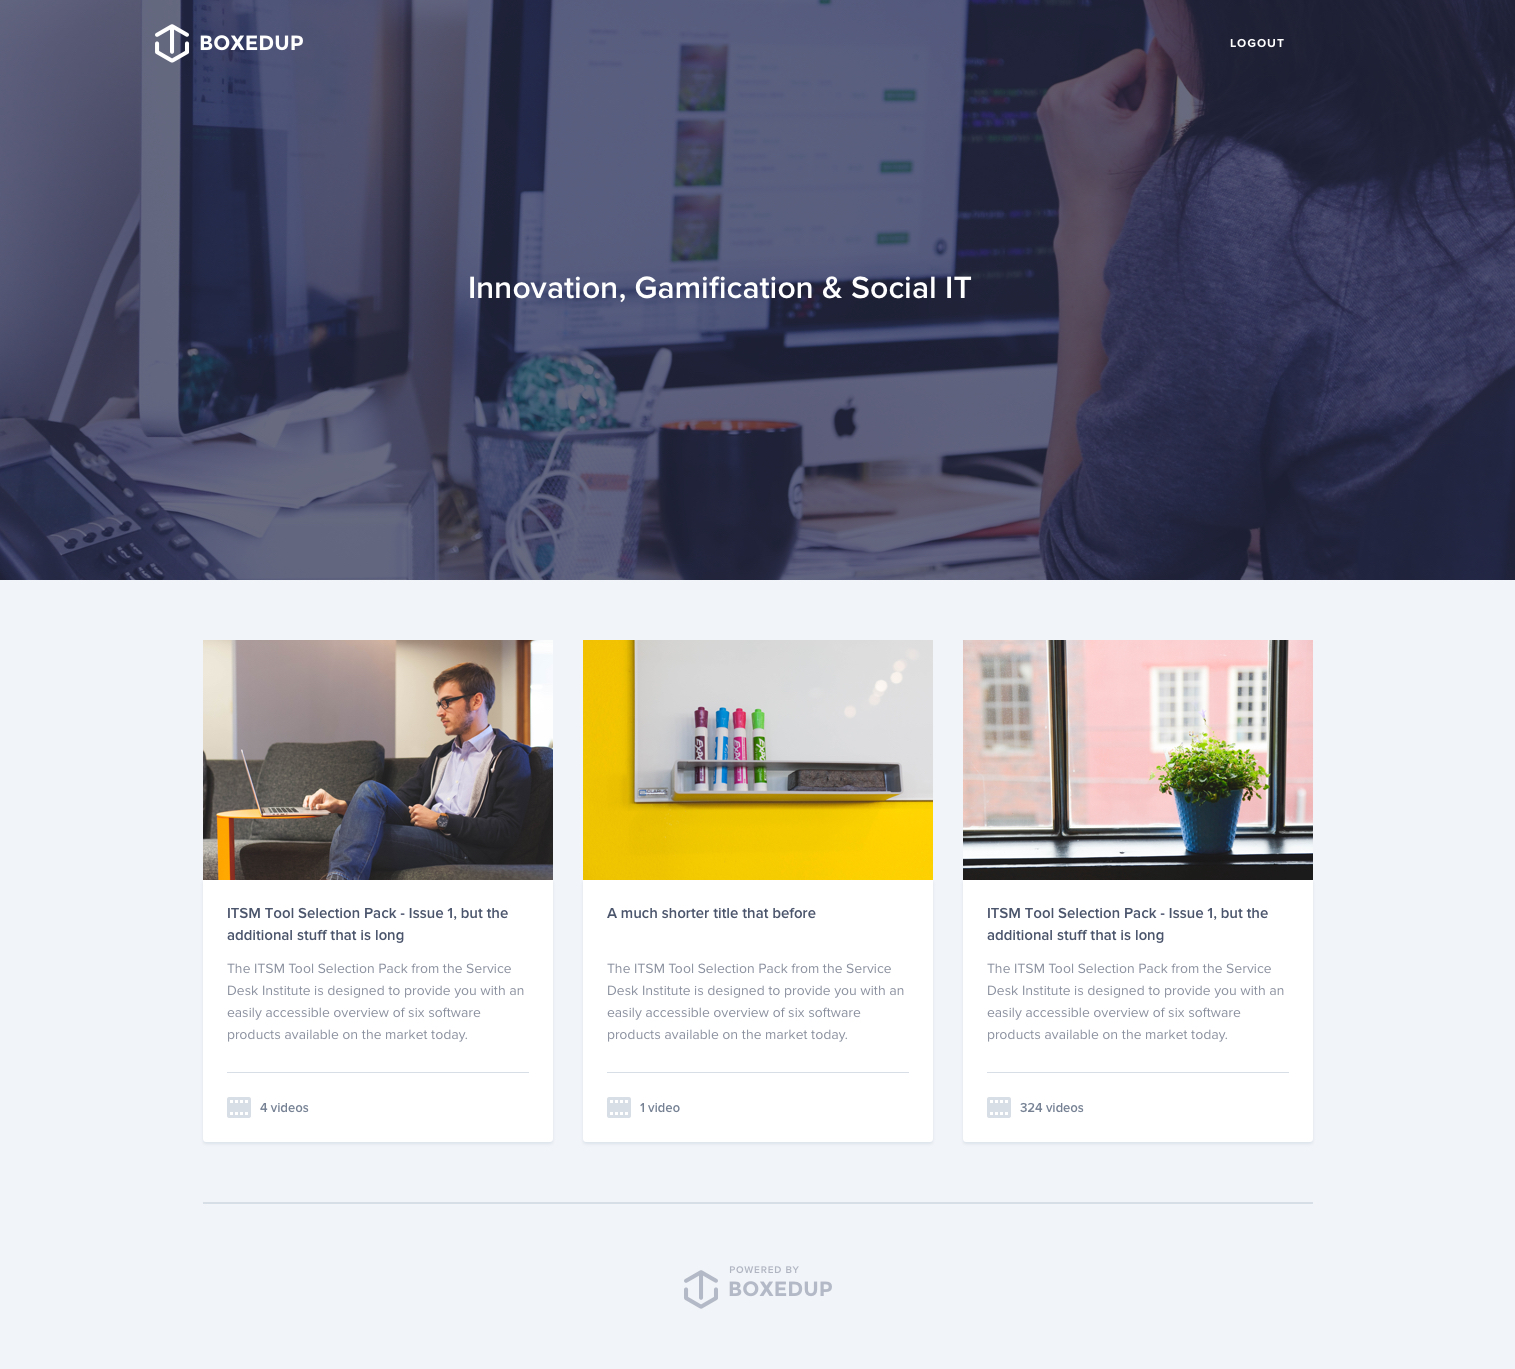 BOXEDUP
LOGOUT
Innovation, Gamification & Social IT
ITSM Tool Selection Pack - Issue 1, but the
additional stuff that is long
The ITSM Tool Selection Pack from the Service
Desk Institute is designed to provide you with an
easily accessible overview of six software
products available on the market today.
4 videos
A much shorter title that before
The ITSM Tool Selection Pack from the Service
Desk Institute is designed to provide you with an
easily accessible overview of six software
products available on the market today.
1 video
ITSM Tool Selection Pack - Issue 1, but the
additional stuff that is long
The ITSM Tool Selection Pack from the Service
Desk Institute is designed to provide you with an
easily accessible overview of six software
products available on the market today.
324 videos
POWERED BY
BOXEDUP